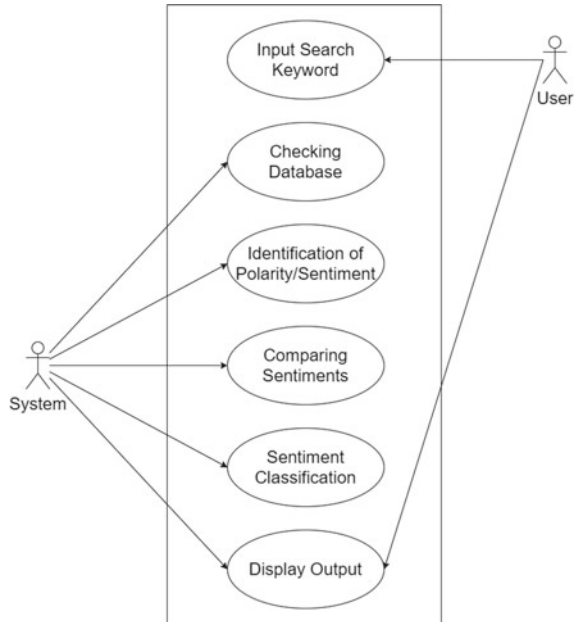 Input Search
Keyword
User
Checking
Database
Identification of
Polarity/Sentiment
Comparing
Sentiments
System
Sentiment
Classification
Display Output